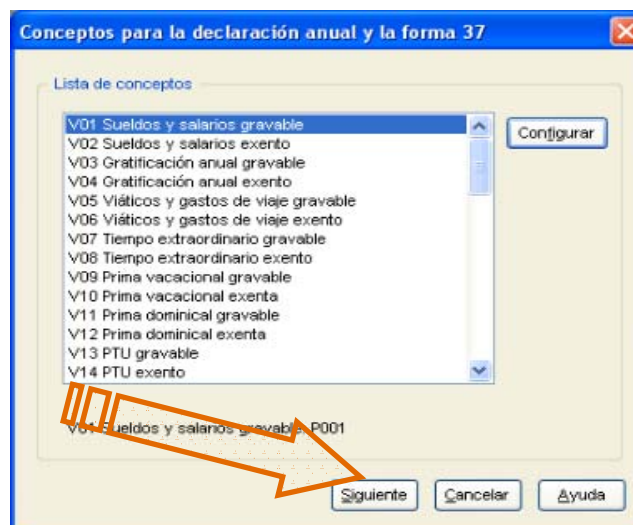 Conceptos para la declaración anual y la forma 37
Lista de conceptos
V01 Sueldos y salarios gravable
Configurar
V02 Sueldos y salarios exento
V03 Gratificación anual gravable
V04 Gratificación anual exento
V05 Viáticos y gastos de viaje gravable
V06 Viáticos y gastos de viaje exento
V07 Tiempo extraordinario gravable
V08 Tiempo extraordinario exento
V09 Prima vacacional gravable
V10 Prima vacacional exenta
V11 Prima dominical gravable
V12 Prima dominical exenta
V13 PTU gravable
V14 PTU exento
V01 Sueldos y salarios gravable: P001
Siguiente Cancelar Ayuda